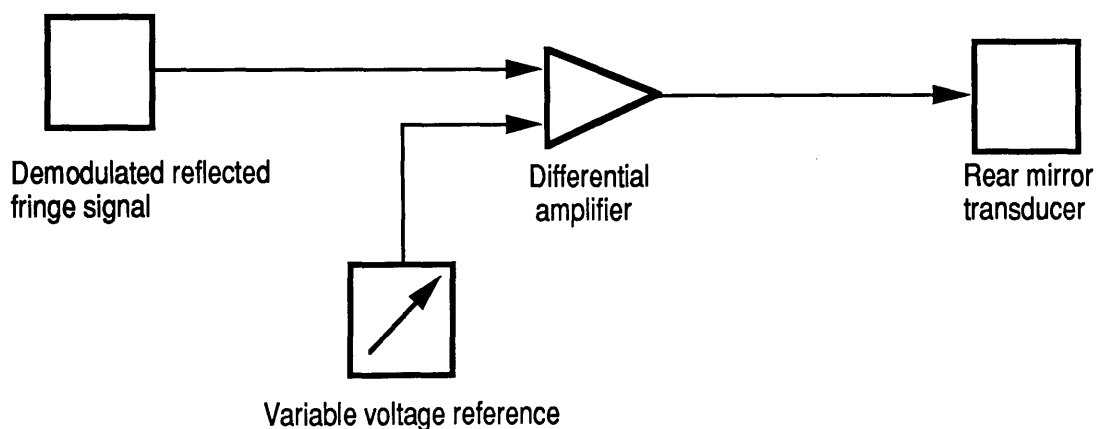 Demodulated reflected
fringe signal
Differential
amplifier
Rear mirror
transducer
Variable voltage reference